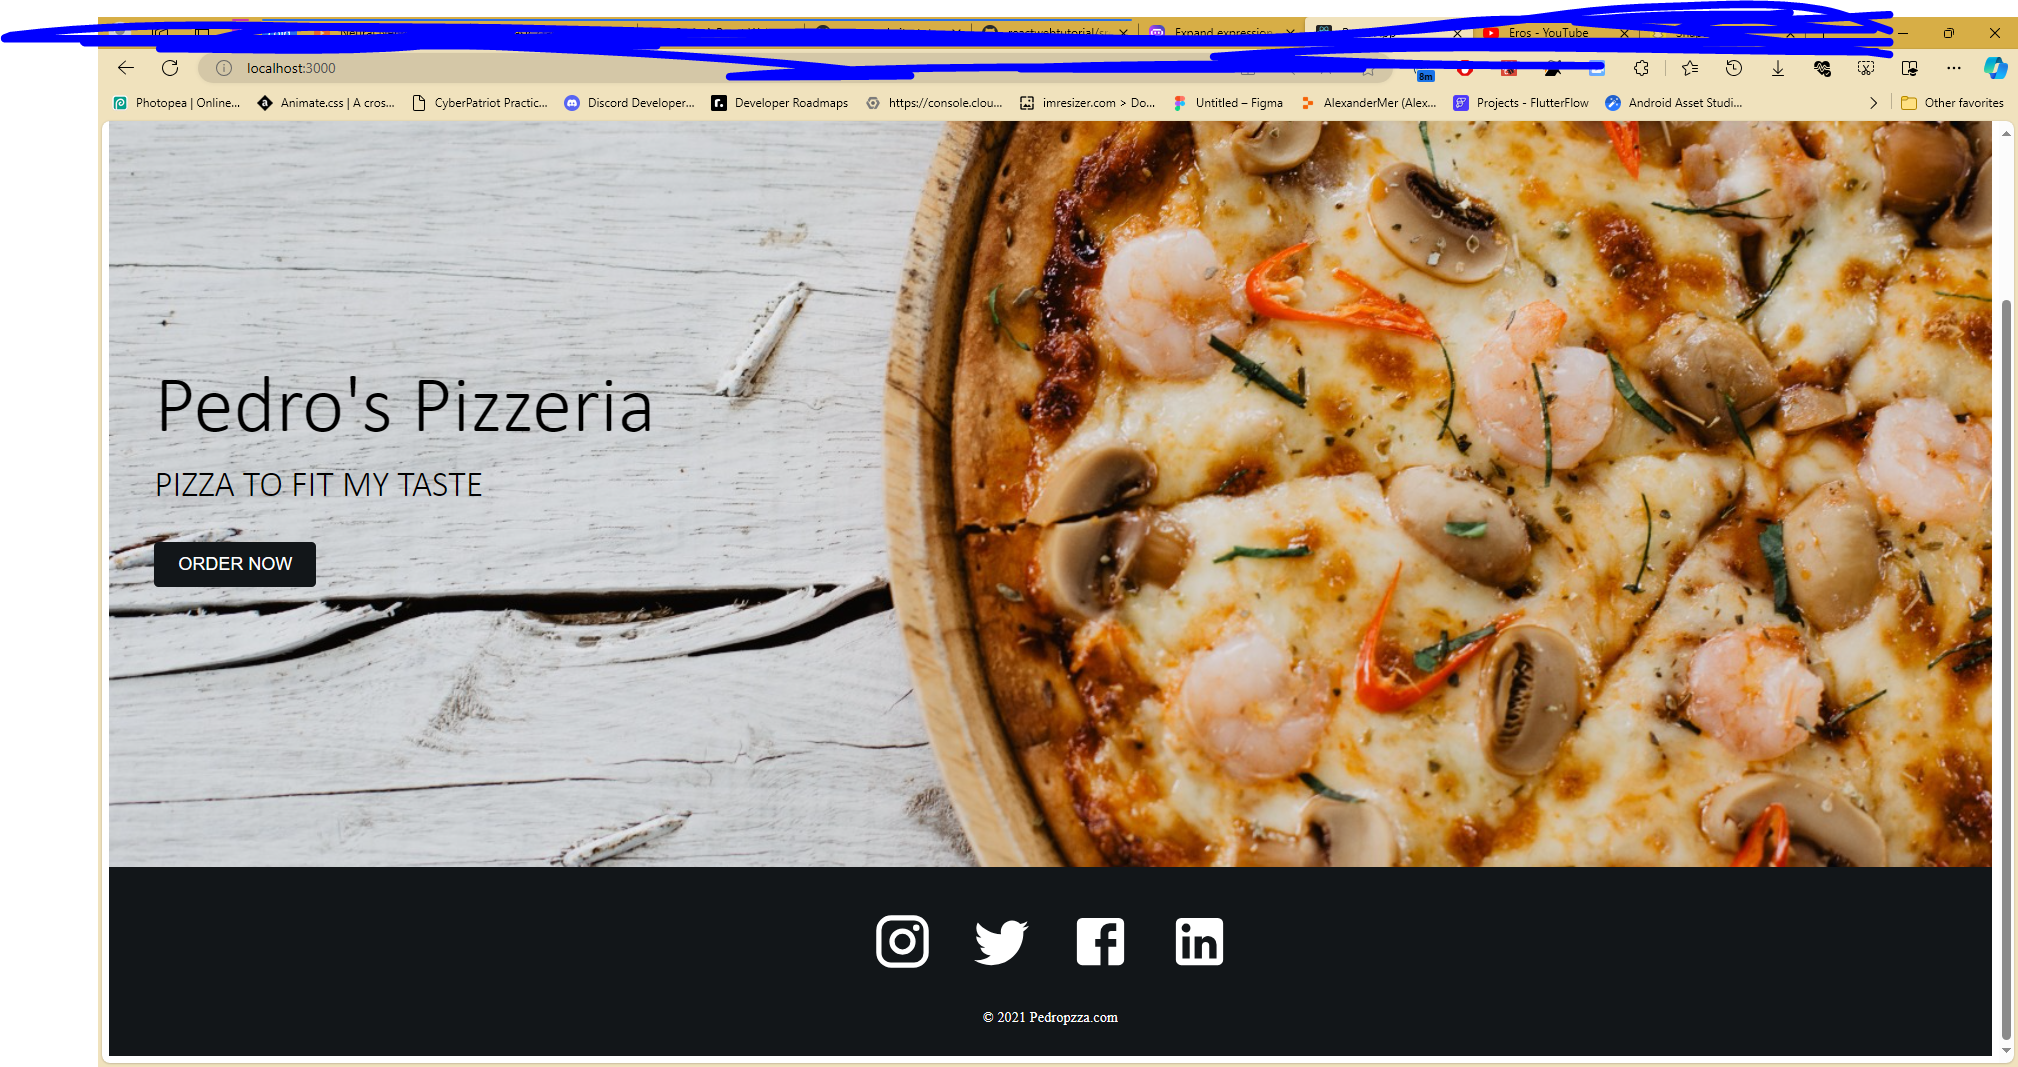 Expand expression
Eros - YouTube
localhost:3000
8m
Photopea | Online...
Animate.css | A cros...
CyberPatriot Practic...
Discord Developer...
Developer Roadmaps
https://console.clou...
imresizer.com > Do...
Untitled – Figma
AlexanderMer (Alex...
Projects - FlutterFlow
Android Asset Studi...
Other favorites
Pedro's Pizzeria
PIZZA TO FIT MY TASTE
ORDER NOW
© 2021 Pedropzza.com